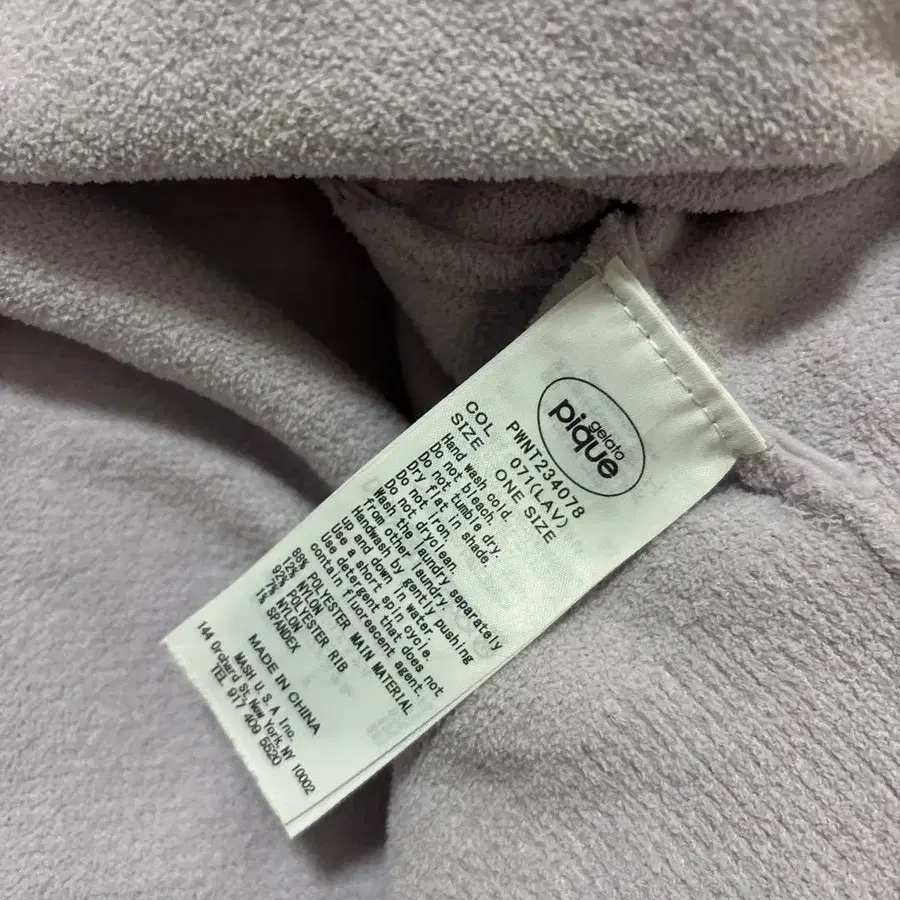 gelato
pique
PWNT234078
COL 071(LAV)
SIZE ONE SIZE
Hand wash cold.
Do not bleach.
Do not tumble dry.
Dry flat in shade.
Do not iron.
Do not dryclean.
Wash the laundry separately
from other laundry.
Handwash by gently pushing
up and down in water.
Use a short spin cycle.
Use detergent that does not
contain fluorescent agent.
88% POLYESTER MAIN MATERIAL
12% NYLON
92% POLYESTER RIB
7% NYLON
1% SPANDEX
MADE IN CHINA
MASH U.S.A Inc.
144 Orchard St, New York, NY 10002
TEL 917 409 5520